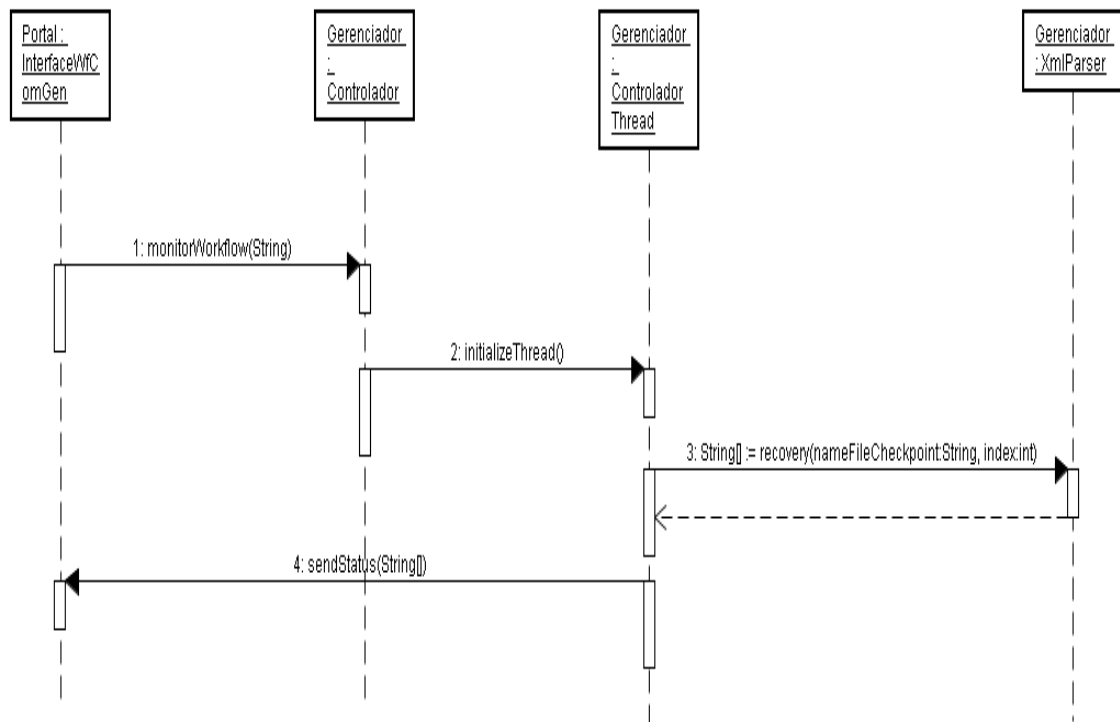 Portal :
InterfaceWfC
omGen
Gerenciador
:
Controlador
Gerenciador
:
Controlador
Thread
Gerenciador
: XmlParser
1: monitorWorkflow(String)
2: initializeThread()
3: String[] := recovery(nameFileCheckpoint:String, index:int)
4: sendStatus(String[])